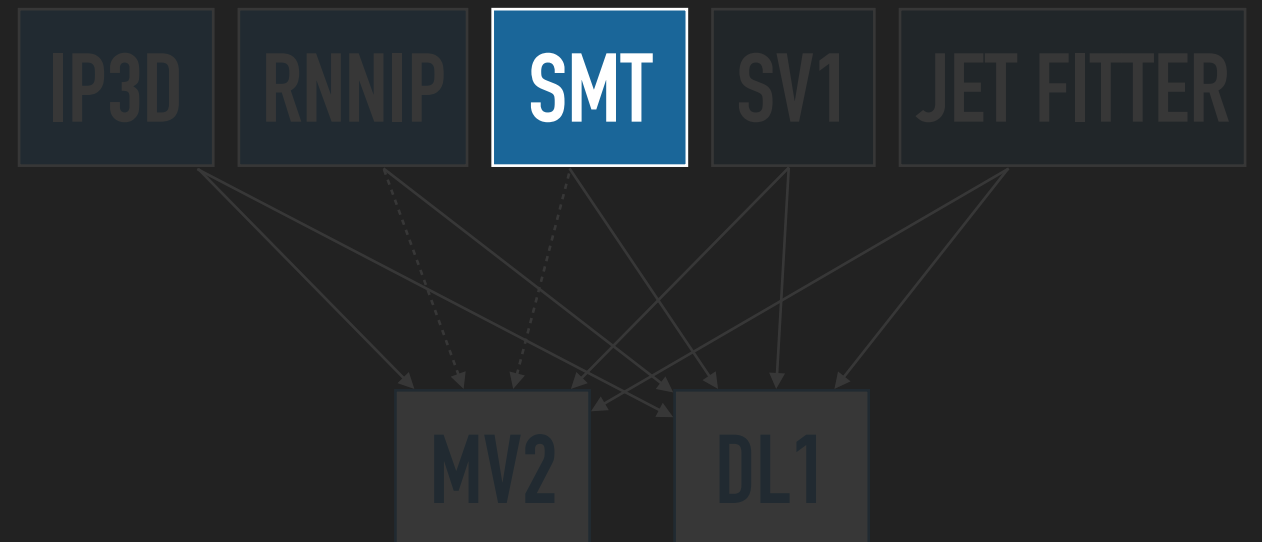 IP3D
RNNIP
SMT
SV1
JET FITTER
MV2
DL1